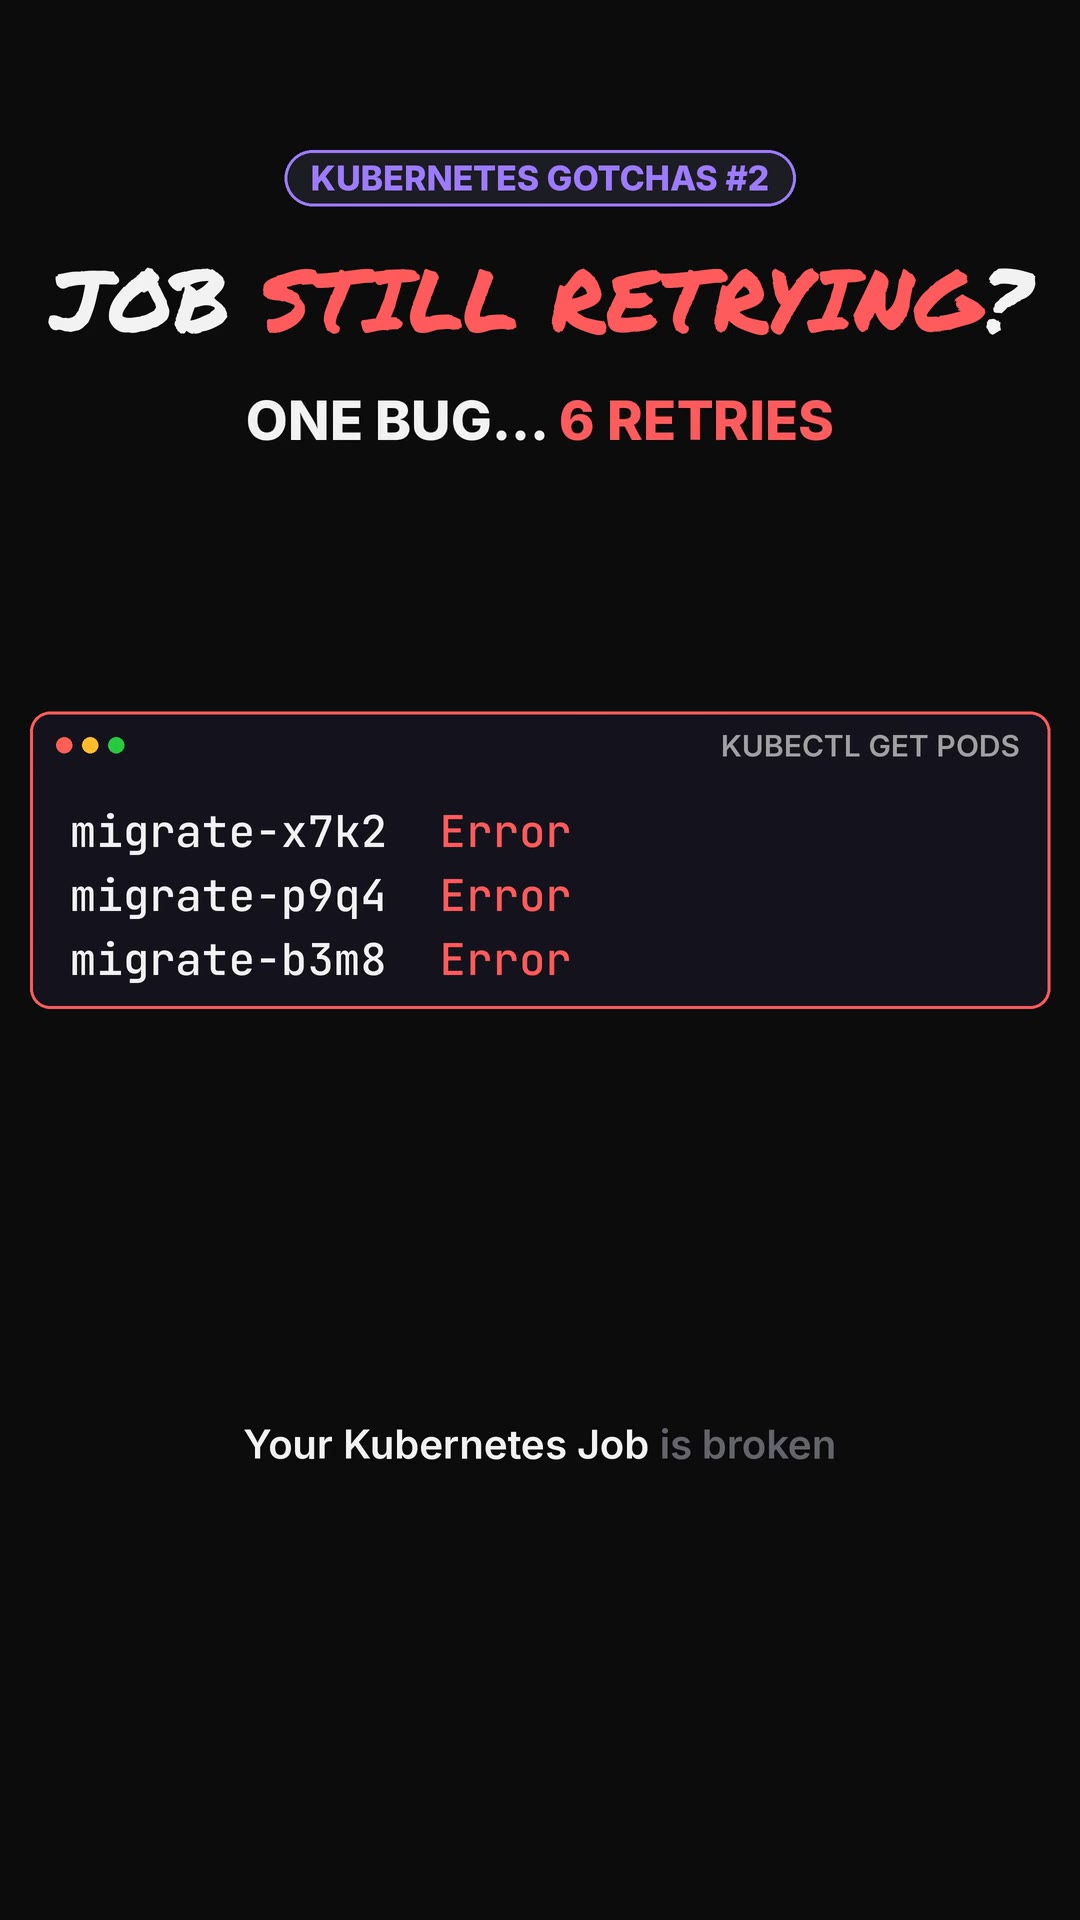 KUBERNETES GOTCHAS #2
JOB STILL RETRYING?
ONE BUG... 6 RETRIES
KUBECTL GET PODS
migrate-x7k2 Error
migrate-p9q4 Error
migrate-b3m8 Error
Your Kubernetes Job is broken